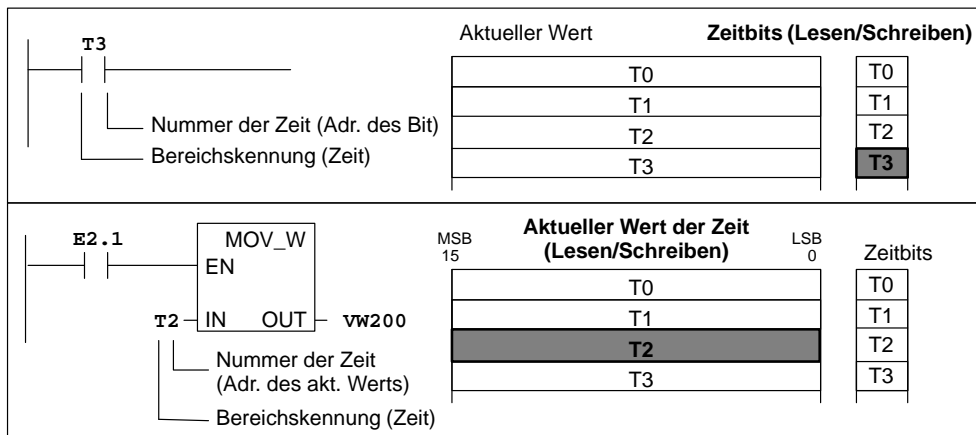 T3
Aktueller Wert
Zeitbits (Lesen/Schreiben)
T0
T0
T1
T1
T2
T2
T3
T3
Nummer der Zeit (Adr. des Bit)
Bereichskennung (Zeit)
E2.1
MOV_W
EN
T2
IN
OUT
VW200
Nummer der Zeit
(Adr. des akt. Werts)
Bereichskennung (Zeit)
MSB
15
Aktueller Wert der Zeit
(Lesen/Schreiben)
LSB
0
Zeitbits
T0
T0
T1
T1
T2
T2
T3
T3